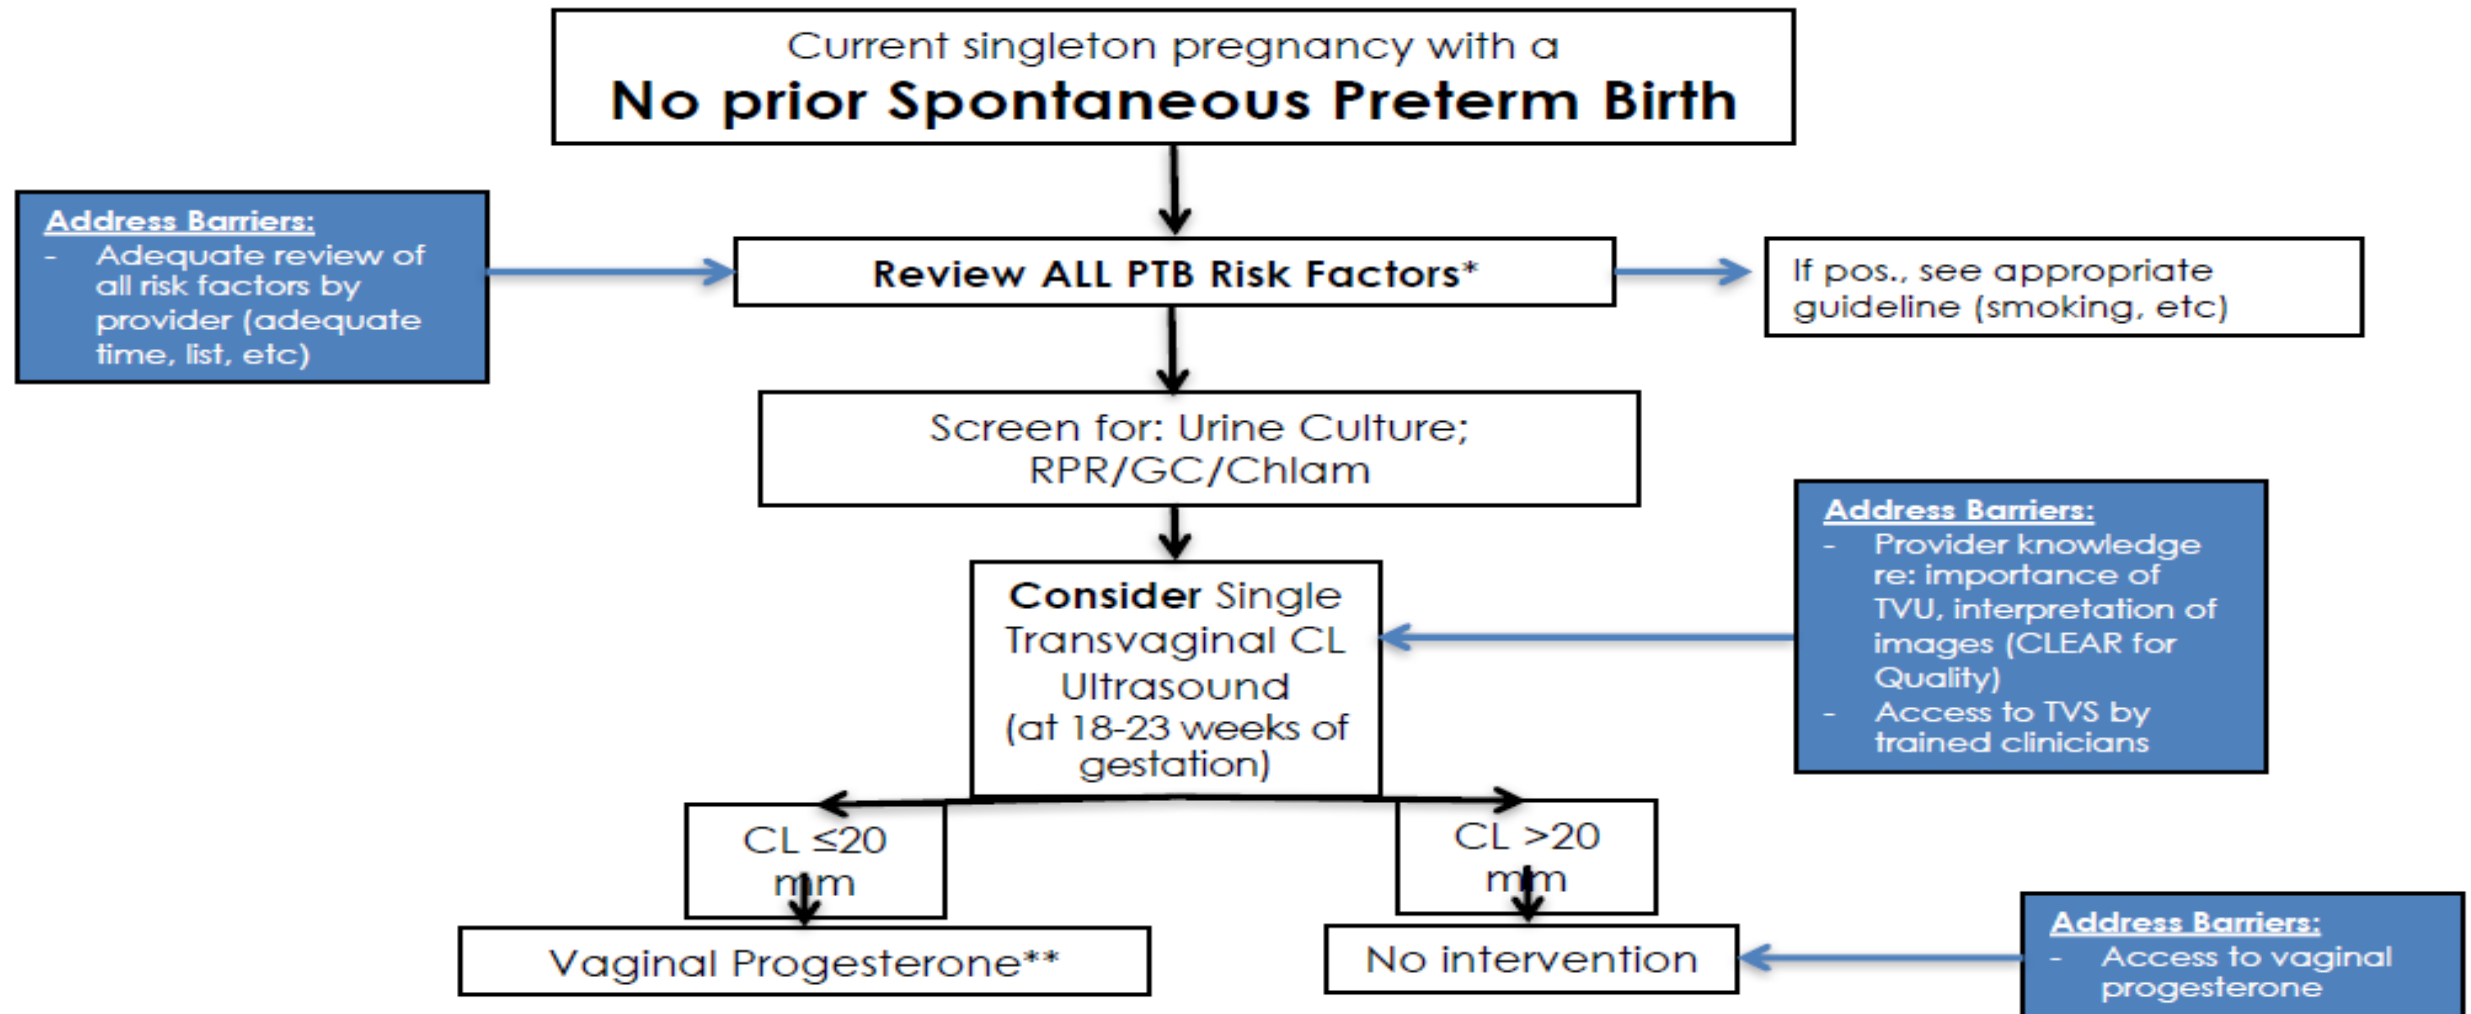 Current singleton pregnancy with a
No prior Spontaneous Preterm Birth
Address Barriers:
- Adequate review of
all risk factors by
provider (adequate
time, list, etc)
Review ALL PTB Risk Factors*
If pos., see appropriate
guideline (smoking, etc)
Screen for: Urine Culture;
RPR/GC/Chlam
Address Barriers:
- Provider knowledge
re: importance of
TVU, interpretation of
images (CLEAR for
Quality)
- Access to TVS by
trained clinicians
Consider Single
Transvaginal CL
Ultrasound
(at 18-23 weeks of
gestation)
CL ≤20
mm
CL >20
mm
Vaginal Progesterone**
No intervention
Address Barriers:
- Access to vaginal
progesterone